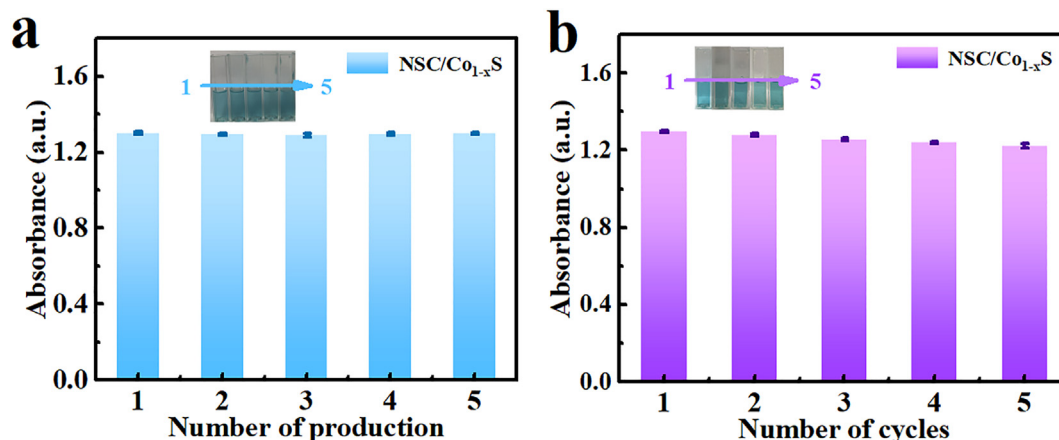 a
NSC/Co1-xS
1 5
Absorbance (a.u.)
1.6
1.2
0.8
0.4
0.0
1 2 3 4 5
Number of production
b
NSC/Co1-xS
1 5
Absorbance (a.u.)
1.6
1.2
0.8
0.4
0.0
1 2 3 4 5
Number of cycles